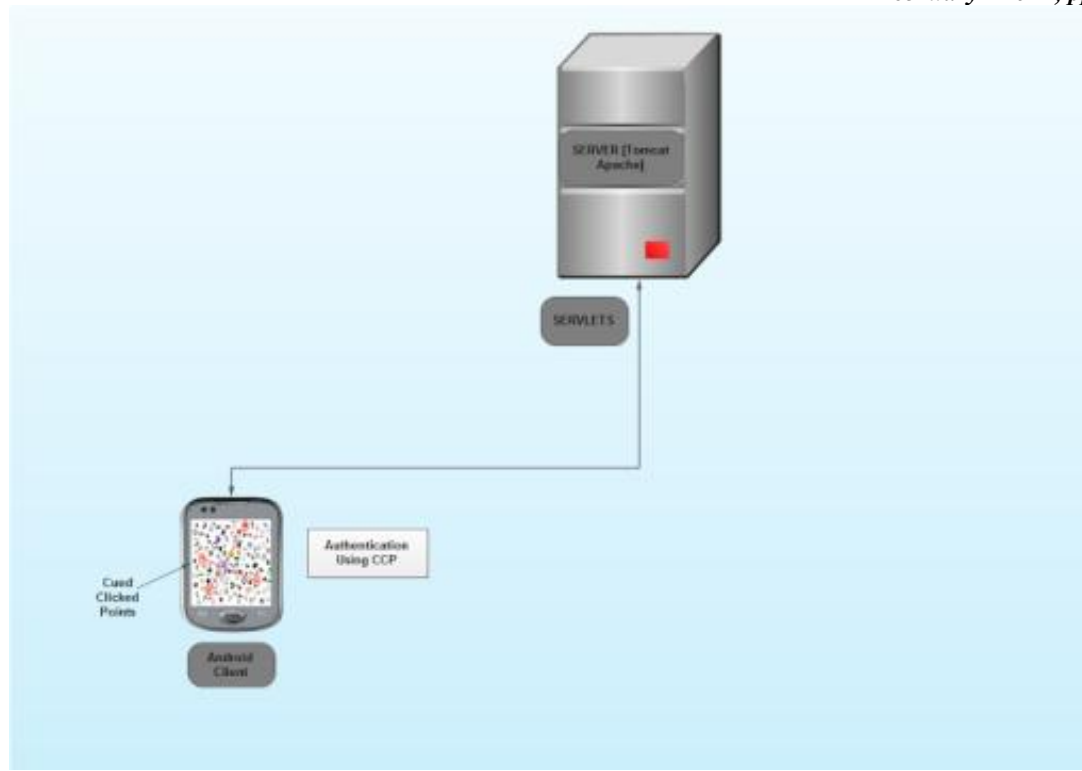 SERVER [Tomcat
Apache]
SERVLETS
Authentication
Using CCP
Cued
Clicked
Points
Android
Client